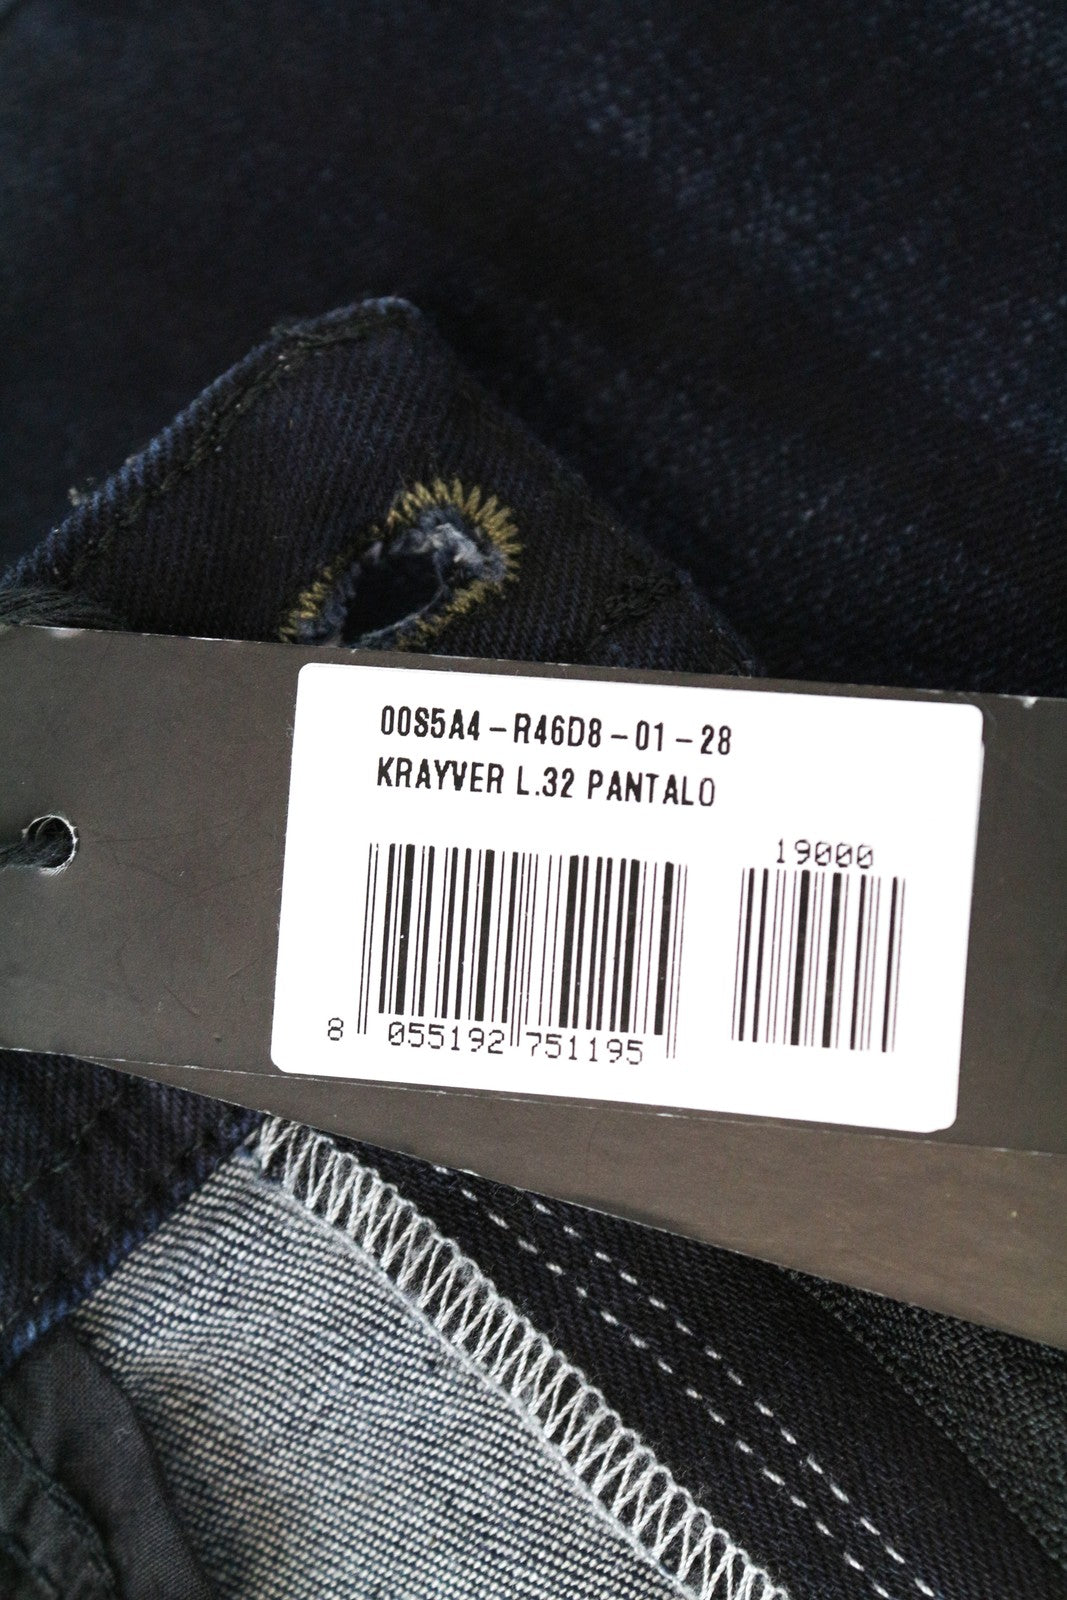 00S5A4-R46D8-01-28
KRAYVER L.32 PANTALO
19000
8 055192 751195